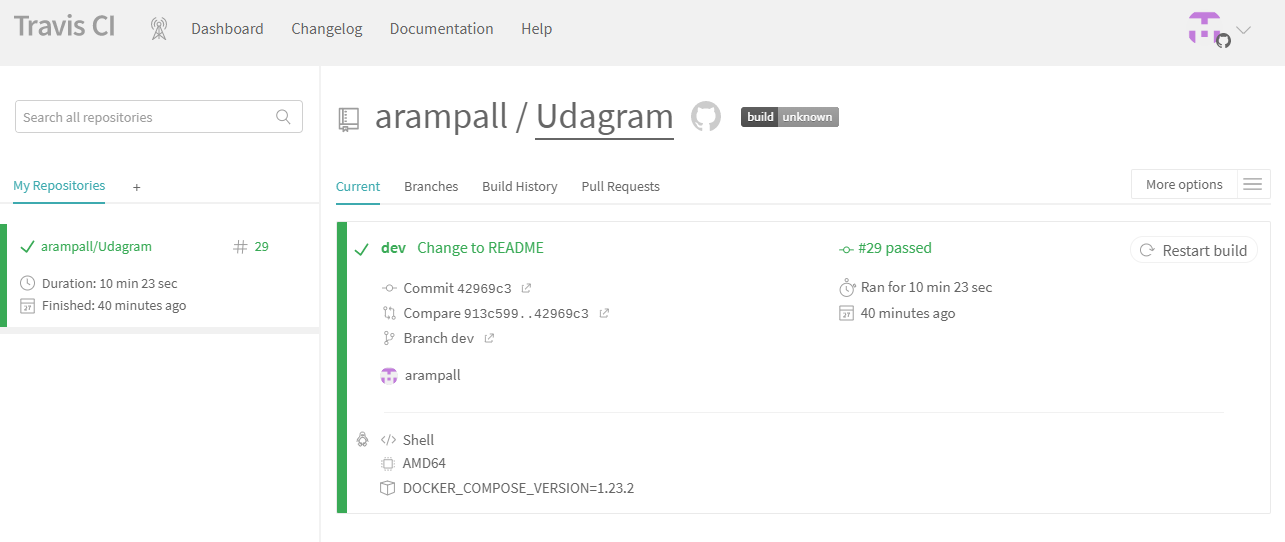 Travis CI Dashboard Changelog Documentation Help
Search all repositories
arampall / Udagram build unknown
My Repositories +
Current Branches Build History Pull Requests More options
arampall/Udagram # 29
Duration: 10 min 23 sec
Finished: 40 minutes ago
dev Change to README #29 passed Restart build
Commit 42969c3 Ran for 10 min 23 sec
Compare 913c599..42969c3 40 minutes ago
Branch dev
arampall
Shell
AMD64
DOCKER_COMPOSE_VERSION=1.23.2